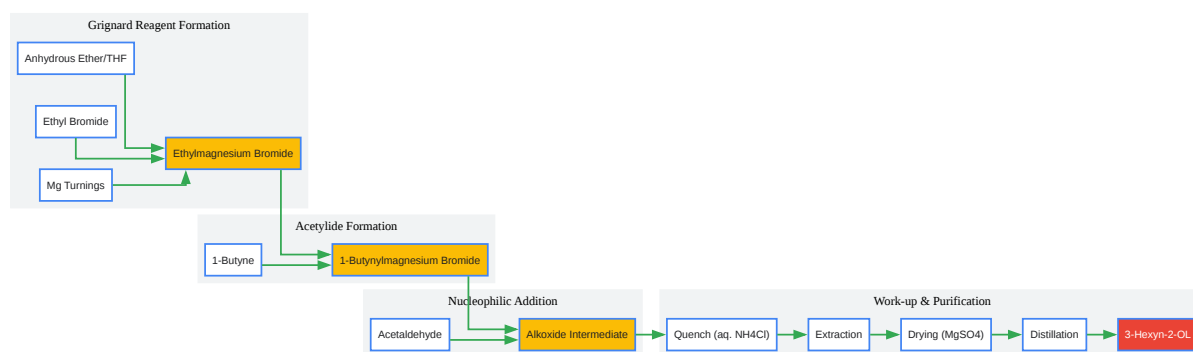 Grignard Reagent Formation
Anhydrous Ether/THF
Ethyl Bromide
Ethylmagnesium Bromide
Mg Turnings
Acetylide Formation
1-Butyne
1-Butynylmagnesium Bromide
Nucleophilic Addition
Acetaldehyde
Alkoxide Intermediate
Work-up & Purification
Quench (aq. NH4Cl)
Extraction
Drying (MgSO4)
Distillation
3-Hexyn-2-OL